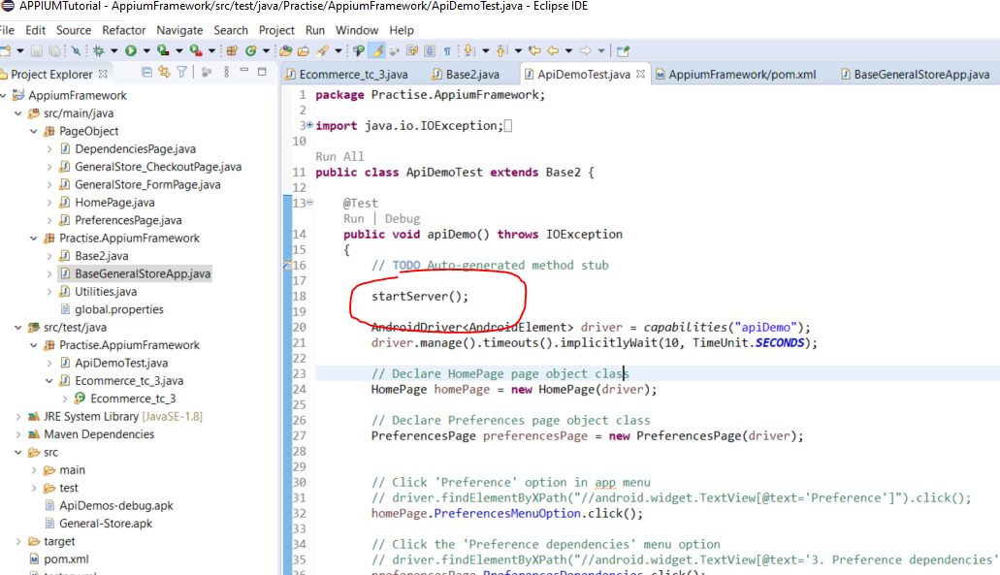 APPIUMTutorial - AppiumFramework/src/test/java/Practise/AppiumFramework/ApiDemoTest.java - Eclipse IDE
File Edit Source Refactor Navigate Search Project Run Window Help
Project Explorer
Ecommerce_tc_3.java Base2.java ApiDemoTest.java AppiumFramework/pom.xml BaseGeneralStoreApp.java
AppiumFramework
src/main/java
PageObject
DependenciesPage.java
GeneralStore_CheckoutPage.java
GeneralStore_FormPage.java
HomePage.java
PreferencesPage.java
Practise.AppiumFramework
Base2.java
BaseGeneralStoreApp.java
Utilities.java
global.properties
src/test/java
Practise.AppiumFramework
ApiDemoTest.java
Ecommerce_tc_3.java
Ecommerce_tc_3
JRE System Library [JavaSE-1.8]
Maven Dependencies
src
main
test
ApiDemos-debug.apk
General-Store.apk
target
pom.xml
1 package Practise.AppiumFramework;
2
3 import java.io.IOException;
10
Run All
11 public class ApiDemoTest extends Base2 {
12
13 @Test
Run | Debug
14 public void apiDemo() throws IOException
15 {
16 // TODO Auto-generated method stub
17
18 startServer();
19
20 AndroidDriver<AndroidElement> driver = capabilities("apiDemo");
21 driver.manage().timeouts().implicitlyWait(10, TimeUnit.SECONDS);
22
23 // Declare HomePage page object class
24 HomePage homePage = new HomePage(driver);
25
26 // Declare Preferences page object class
27 PreferencesPage preferencesPage = new PreferencesPage(driver);
28
29
30 // Click 'Preference' option in app menu
31 // driver.findElementByXPath("//android.widget.TextView[@text='Preference']").click();
32 homePage.PreferencesMenuOption.click();
33
34 // Click the 'Preference dependencies' menu option
35 // driver.findElementByXPath("//android.widget.TextView[@text='3. Preference dependencies'
36 preferencesPage.PreferencesDependencies.click();